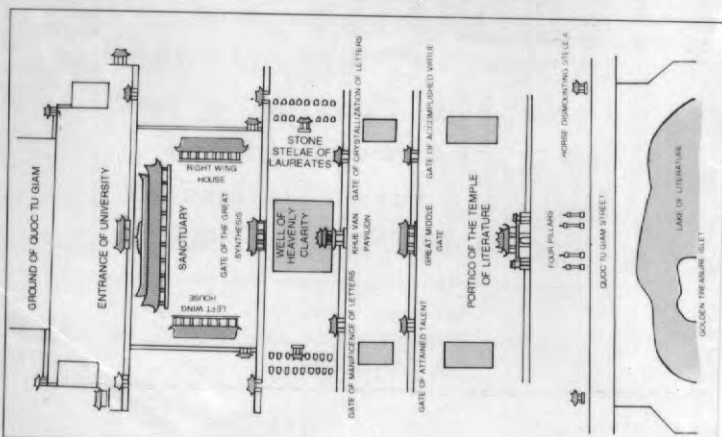 GROUND OF QUOC TU GIAM
ENTRANCE OF UNIVERSITY
SANCTUARY
RIGHT WING
HOUSE
LEFT WING
HOUSE
GATE OF THE GREAT
SYNTHESIS
STONE
STELAE OF
LAUREATES
WELL OF
HEAVENLY
CLARITY
GATE OF MANIFICENCE OF LETTERS
KHUE VAN
PAVILION
GATE OF CRYSTALLIZATION OF LETTERS
GATE OF ATTAINED TALENT
GREAT MIDDLE
GATE
GATE OF ACCOMPLISHED VIRTUE
PORTICO OF THE TEMPLE
OF LITERATURE
FOUR PILLARS
HORSE DISMOUNTING STELEA
QUOC TU GIAM STREET
LAKE OF LITERATURE
GOLDEN TREASURE ISLET